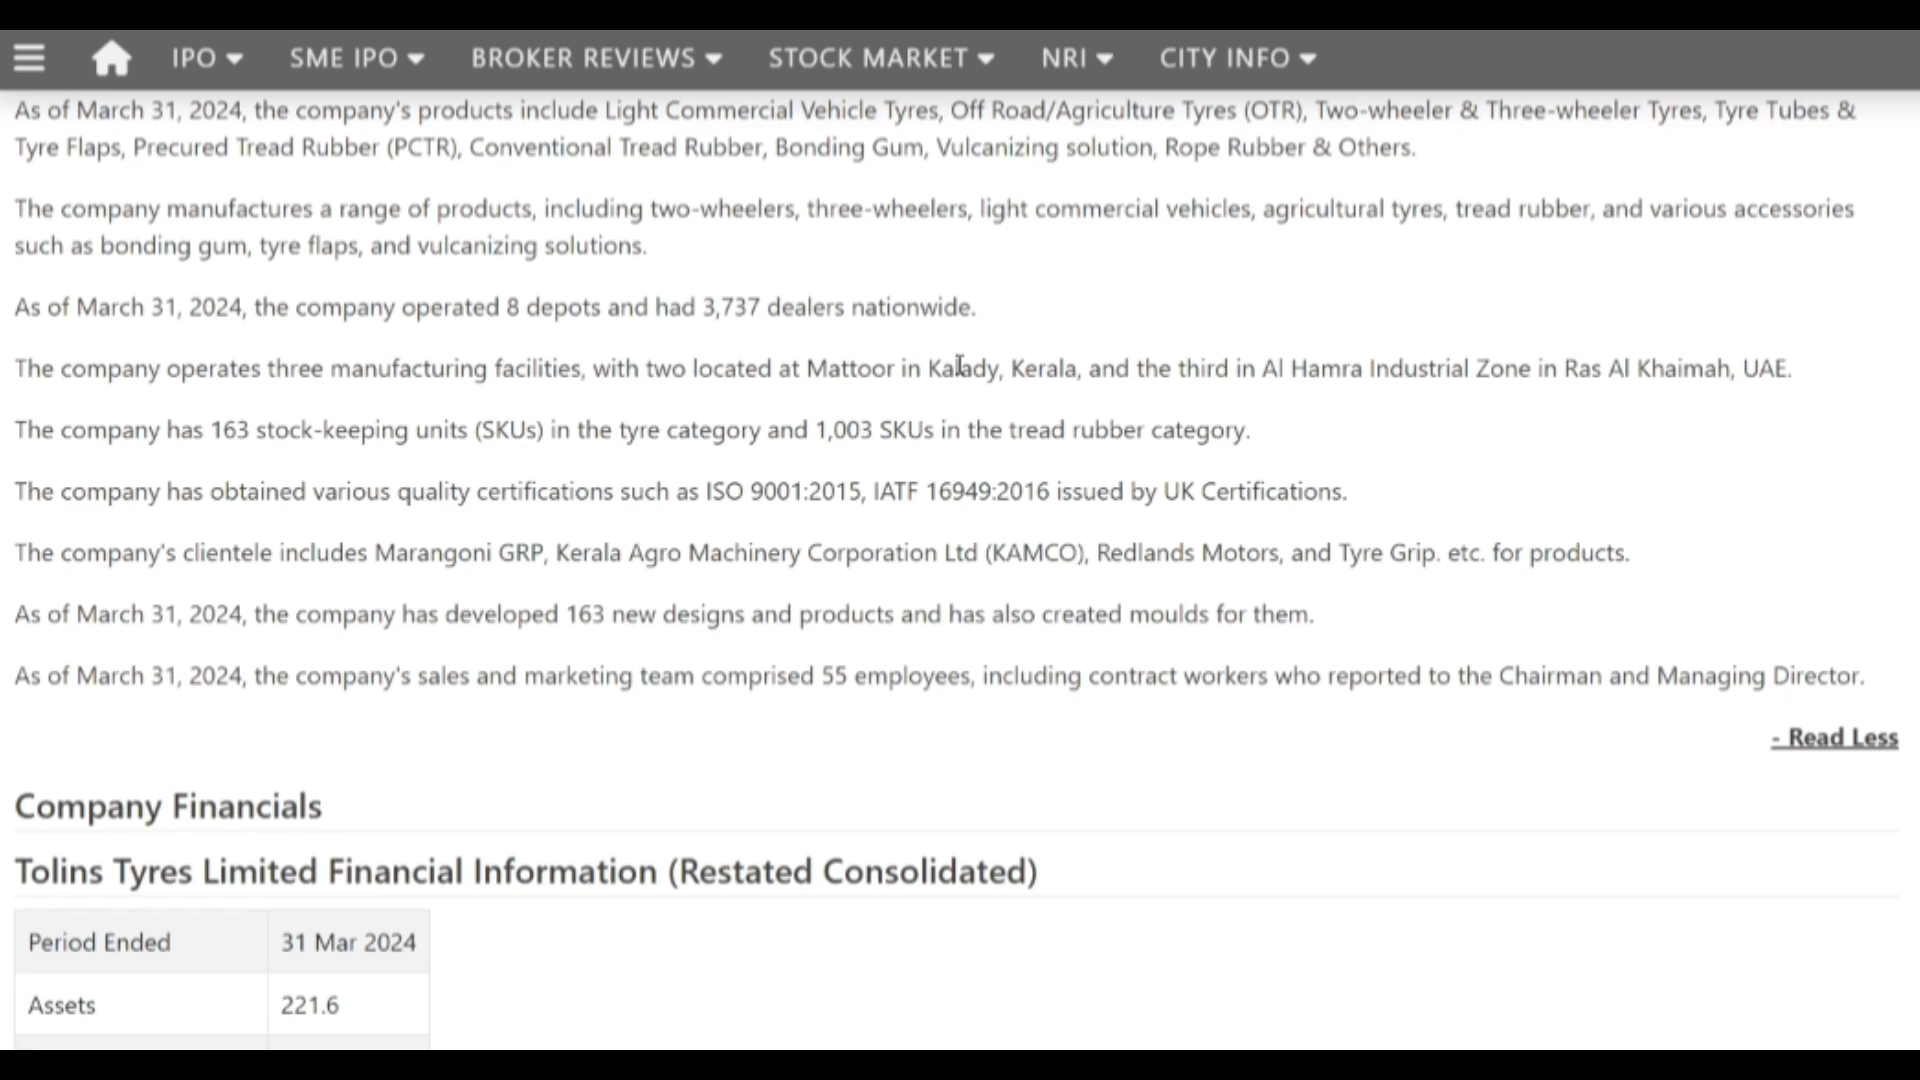 IPO SME IPO BROKER REVIEWS STOCK MARKET NRI CITY INFO
As of March 31, 2024, the company's products include Light Commercial Vehicle Tyres, Off Road/Agriculture Tyres (OTR), Two-wheeler & Three-wheeler Tyres, Tyre Tubes &
Tyre Flaps, Precured Tread Rubber (PCTR), Conventional Tread Rubber, Bonding Gum, Vulcanizing solution, Rope Rubber & Others.
The company manufactures a range of products, including two-wheelers, three-wheelers, light commercial vehicles, agricultural tyres, tread rubber, and various accessories
such as bonding gum, tyre flaps, and vulcanizing solutions.
As of March 31, 2024, the company operated 8 depots and had 3,737 dealers nationwide.
The company operates three manufacturing facilities, with two located at Mattoor in Kalady, Kerala, and the third in Al Hamra Industrial Zone in Ras Al Khaimah, UAE.
The company has 163 stock-keeping units (SKUs) in the tyre category and 1,003 SKUs in the tread rubber category.
The company has obtained various quality certifications such as ISO 9001:2015, IATF 16949:2016 issued by UK Certifications.
The company's clientele includes Marangoni GRP, Kerala Agro Machinery Corporation Ltd (KAMCO), Redlands Motors, and Tyre Grip. etc. for products.
As of March 31, 2024, the company has developed 163 new designs and products and has also created moulds for them.
As of March 31, 2024, the company's sales and marketing team comprised 55 employees, including contract workers who reported to the Chairman and Managing Director.
- Read Less
Company Financials
Tolins Tyres Limited Financial Information (Restated Consolidated)
Period Ended 31 Mar 2024
Assets 221.6